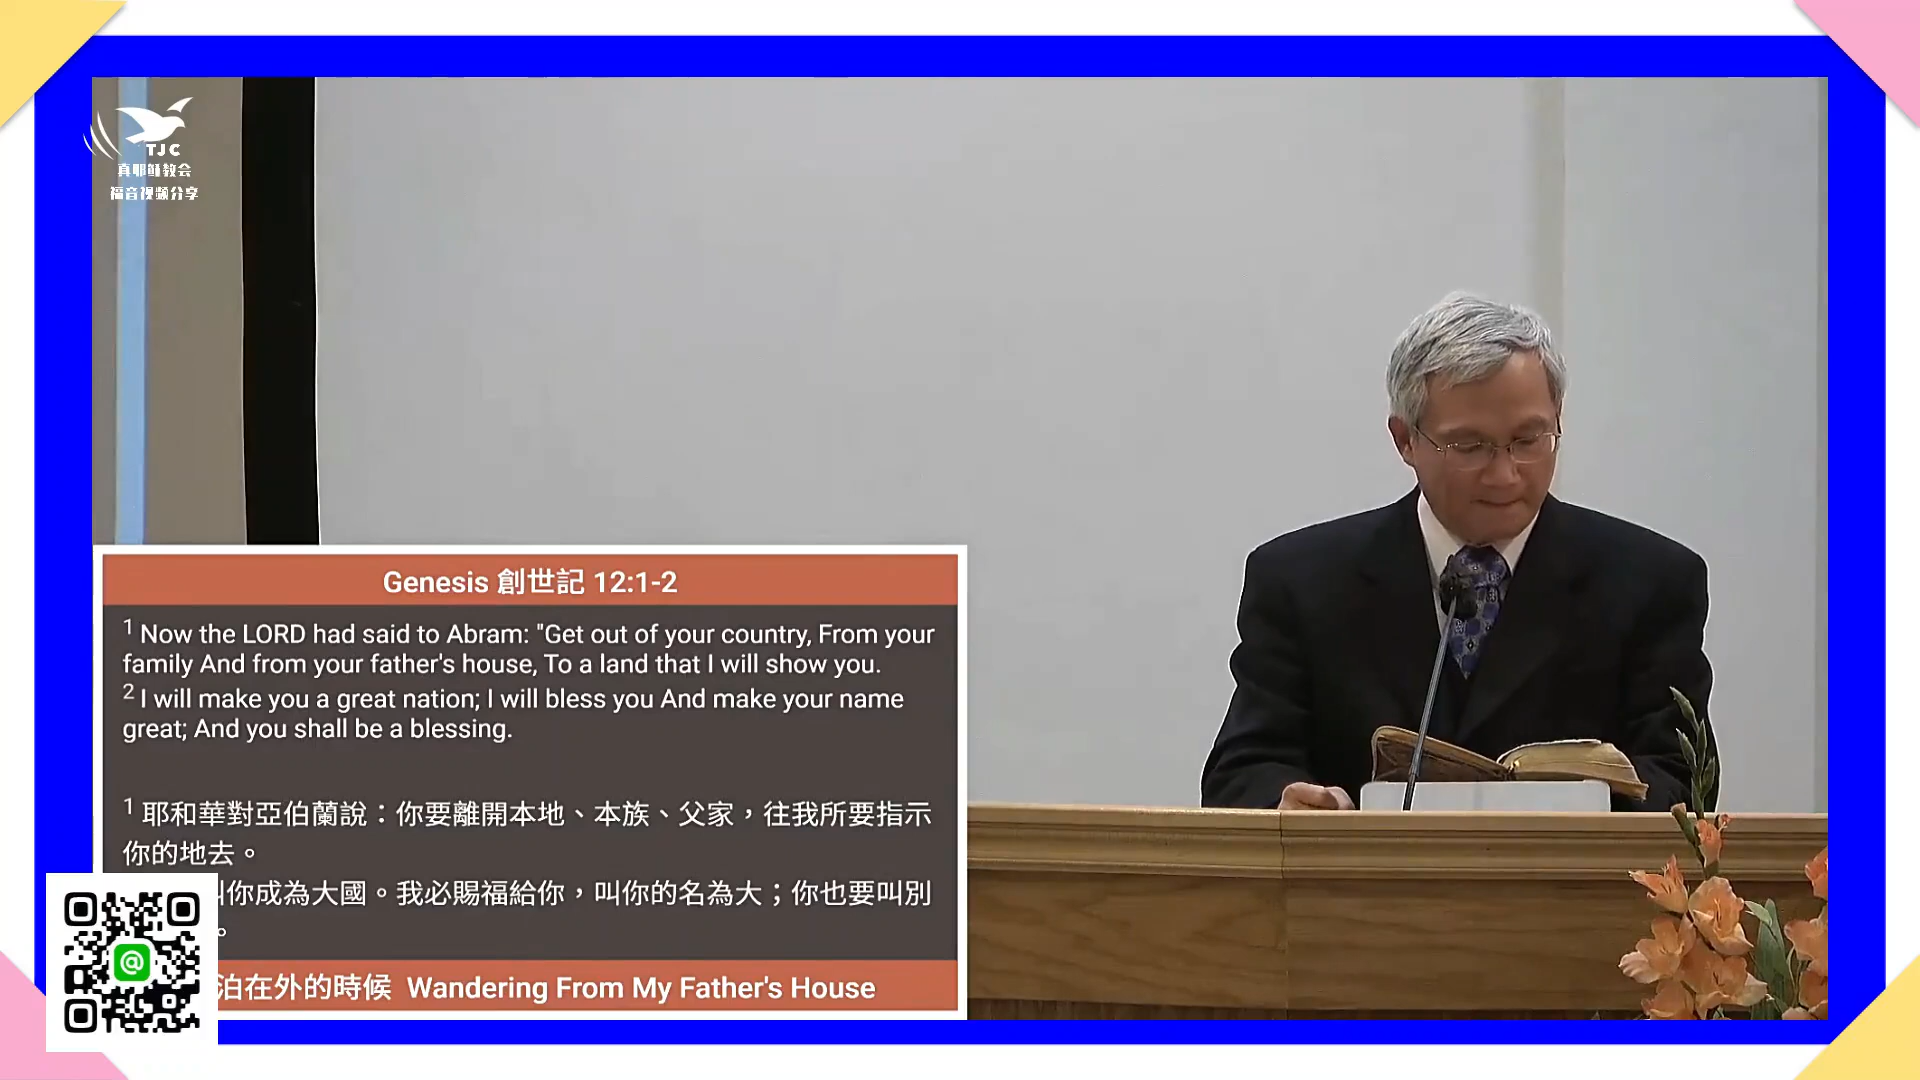 TJC
真耶穌教会
福音视频分享
Genesis 創世記 12:1-2
1 Now the LORD had said to Abram: "Get out of your country, From your
family And from your father's house, To a land that I will show you.
2 I will make you a great nation; I will bless you And make your name
great; And you shall be a blessing.
1 耶和華對亞伯蘭說：你要離開本地、本族、父家，往我所要指示
你的地去。
你成為大國。我必賜福給你，叫你的名為大；你也要叫別
。
泊在外的時候 Wandering From My Father's House